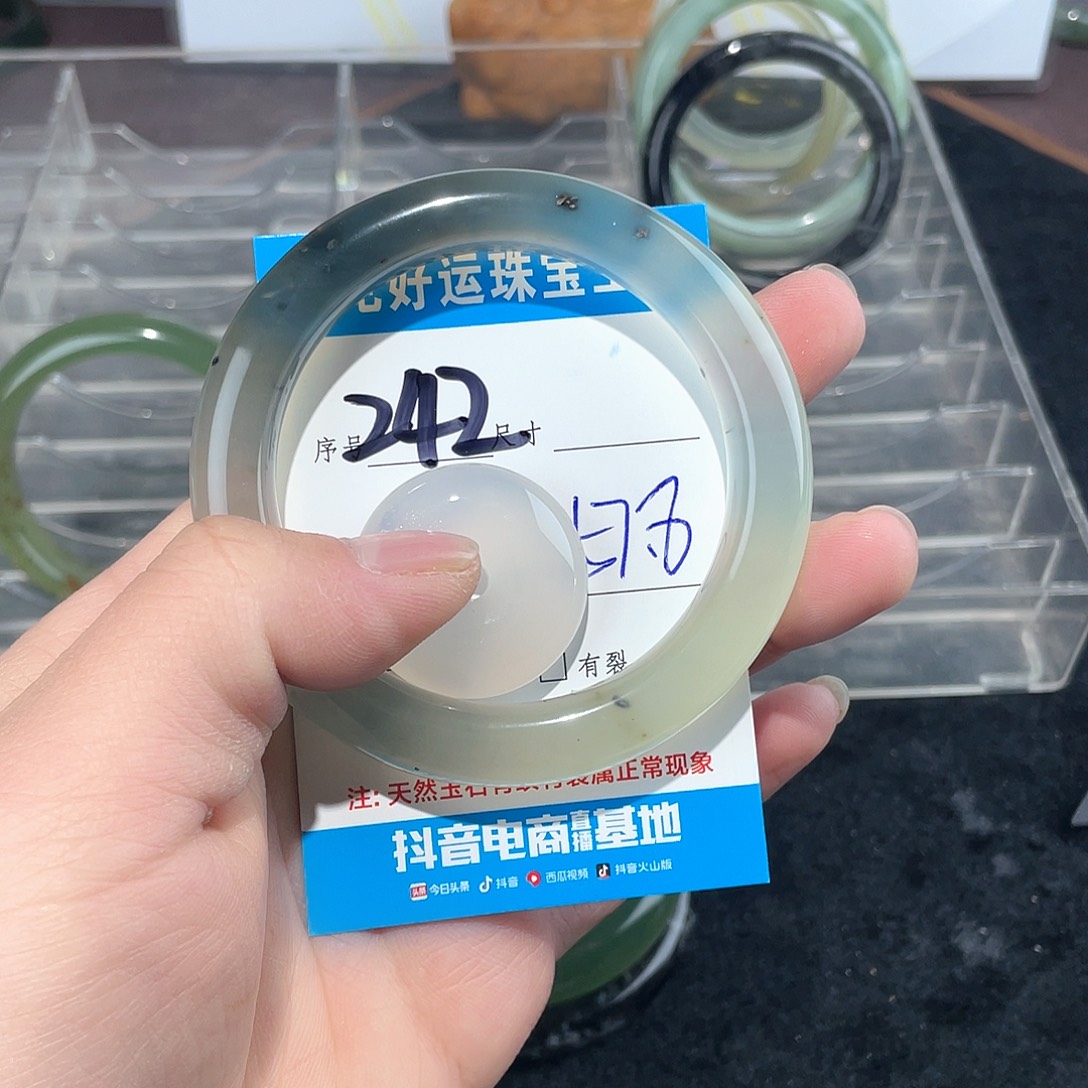 好运珠宝
序号 242 尺寸
有裂
注: 天然玉石有纹有裂属正常现象
抖音电商直播基地
今日头条 抖音 西瓜视频 抖音火山版